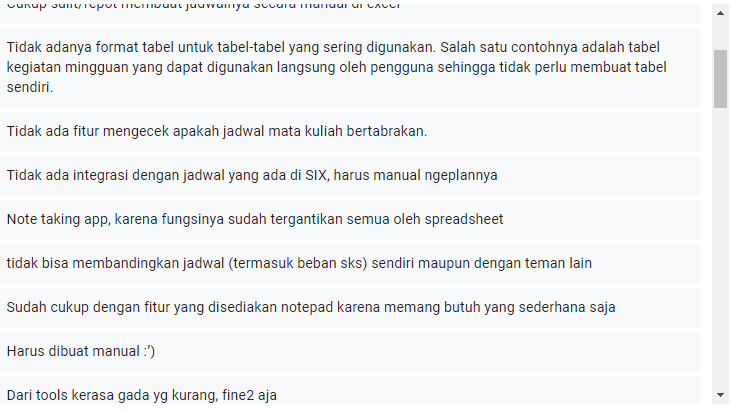 Cukup sulit/repot membuat jadwalnya secara manual di excel
Tidak adanya format tabel untuk tabel-tabel yang sering digunakan. Salah satu contohnya adalah tabel
kegiatan mingguan yang dapat digunakan langsung oleh pengguna sehingga tidak perlu membuat tabel
sendiri.
Tidak ada fitur mengecek apakah jadwal mata kuliah bertabrakan.
Tidak ada integrasi dengan jadwal yang ada di SIX, harus manual ngeplannya
Note taking app, karena fungsinya sudah tergantikan semua oleh spreadsheet
tidak bisa membandingkan jadwal (termasuk beban sks) sendiri maupun dengan teman lain
Sudah cukup dengan fitur yang disediakan notepad karena memang butuh yang sederhana saja
Harus dibuat manual :’)
Dari tools kerasa gada yg kurang, fine2 aja